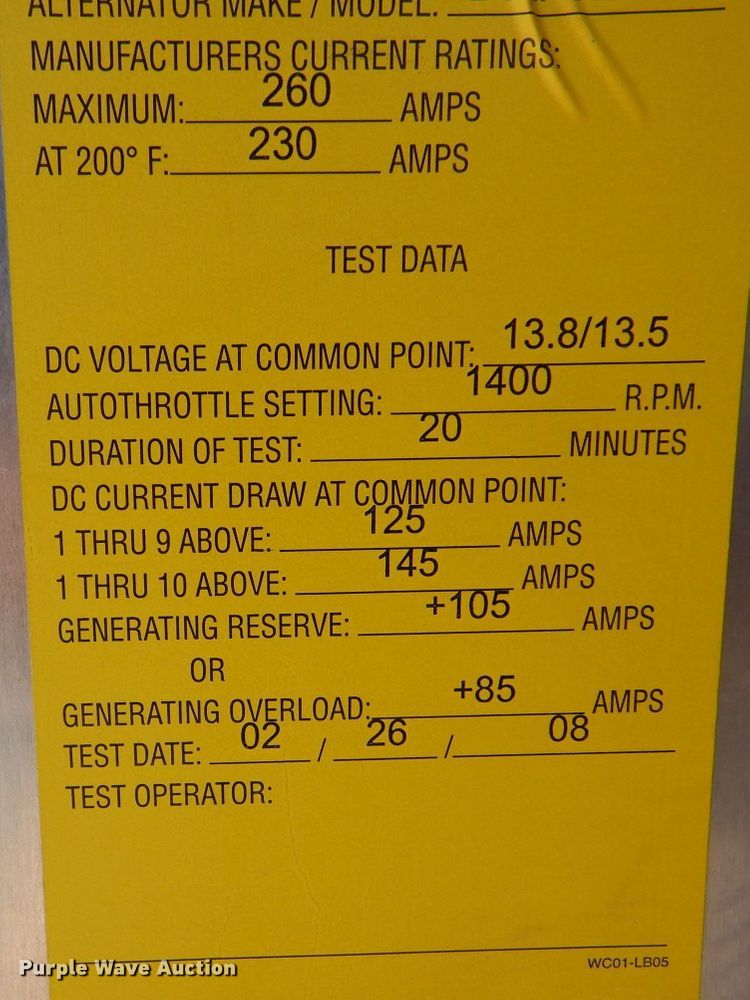 ALTERNATOR MAKE / MODEL:
MANUFACTURERS CURRENT RATINGS:
MAXIMUM: 260 AMPS
AT 200° F: 230 AMPS
TEST DATA
DC VOLTAGE AT COMMON POINT: 13.8/13.5
AUTOTHROTTLE SETTING: 1400 R.P.M.
DURATION OF TEST: 20 MINUTES
DC CURRENT DRAW AT COMMON POINT:
1 THRU 9 ABOVE: 125 AMPS
1 THRU 10 ABOVE: 145 AMPS
GENERATING RESERVE: +105 AMPS
OR
GENERATING OVERLOAD: +85 AMPS
TEST DATE: 02 / 26 / 08
TEST OPERATOR:
WC01-LB05
Purple Wave Auction